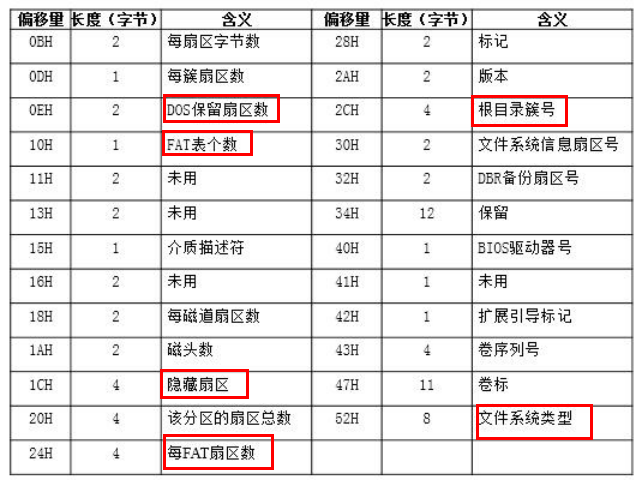 偏移量 长度（字节） 含义 偏移量 长度（字节） 含义
0BH 2 每扇区字节数 28H 2 标记
0DH 1 每簇扇区数 2AH 2 版本
0EH 2 DOS保留扇区数 2CH 4 根目录簇号
10H 1 FAT表个数 30H 2 文件系统信息扇区号
11H 2 未用 32H 2 DBR备份扇区号
13H 2 未用 34H 12 保留
15H 1 介质描述符 40H 1 BIOS驱动器号
16H 2 未用 41H 1 未用
18H 2 每磁道扇区数 42H 1 扩展引导标记
1AH 2 磁头数 43H 4 卷序列号
1CH 4 隐藏扇区 47H 11 卷标
20H 4 该分区的扇区总数 52H 8 文件系统类型
24H 4 每FAT扇区数